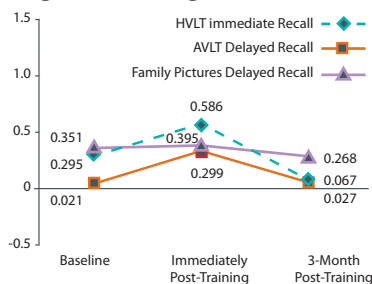 1.5
HVLT immediate Recall
AVLT Delayed Recall
1.0
Family Pictures Delayed Recall
0.586
0.5
0.351
0.395
0.295
0.299
0.268
0.067
0
0.021
0.027
-0.5
Baseline
Immediately
Post-Training
3-Month
Post-Training